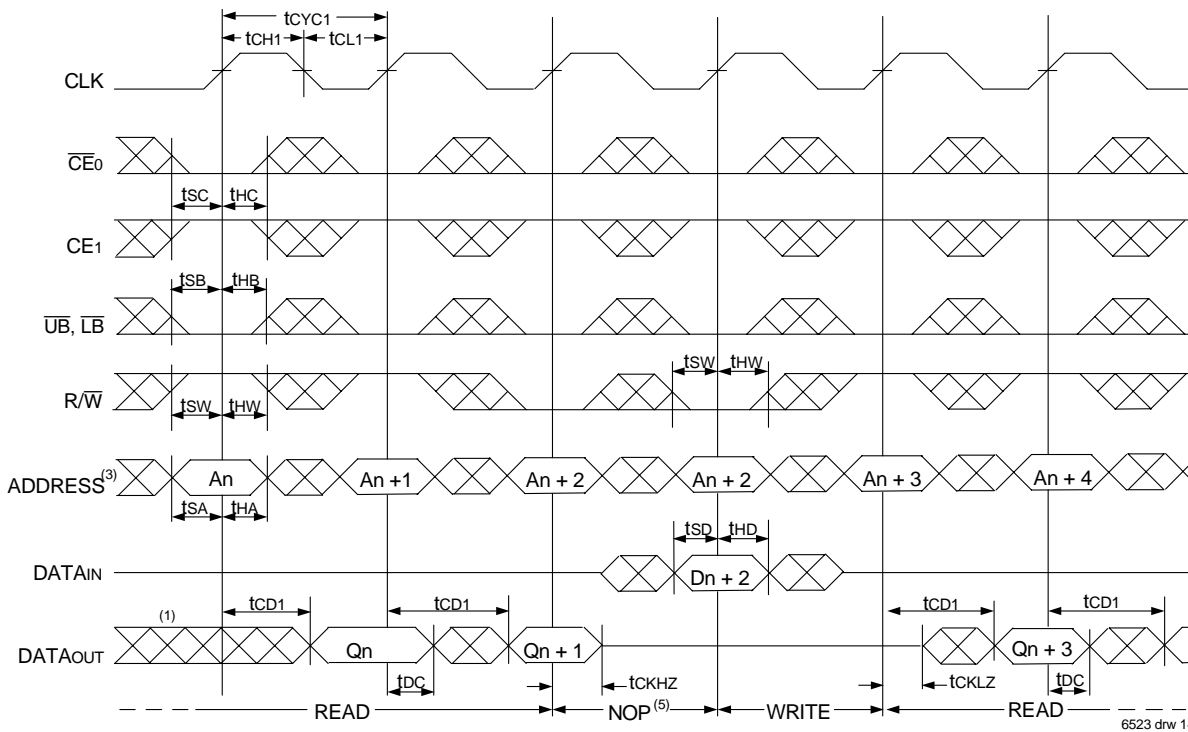 tCYC1
tCH1 tCL1
CLK
CE0
tSC tHC
CE1
tSB tHB
UB, LB
tSW tHW
R/W
tSW tHW
ADDRESS(3) An An +1 An + 2 An + 2 An + 3 An + 4
tSA tHA
tSD tHD
DATAIN Dn + 2
tCD1 tCD1 tCD1 tCD1
(1)
DATAOUT Qn Qn + 1 Qn + 3
tDC tCKHZ tCKLZ tDC
READ NOP(5) WRITE READ
6523 drw